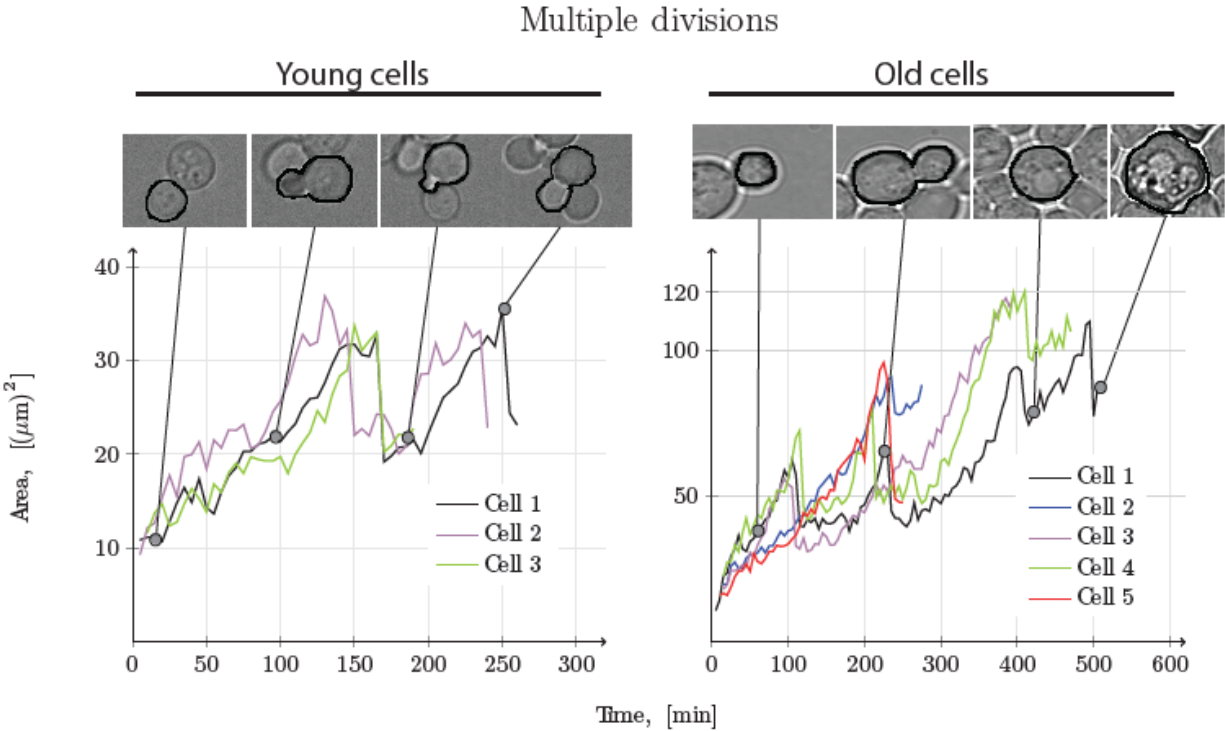 Multiple divisions
Young cells
Old cells
40
30
20
10
0 50 100 150 200 250 300
Cell 1
Cell 2
Cell 3
120
100
50
0 100 200 300 400 500 600
Cell 1
Cell 2
Cell 3
Cell 4
Cell 5
Area, [(μm)²]
Time, [min]